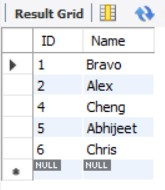 Result Grid
ID Name
1 Bravo
2 Alex
4 Cheng
5 Abhijeet
6 Chris
NULL NULL